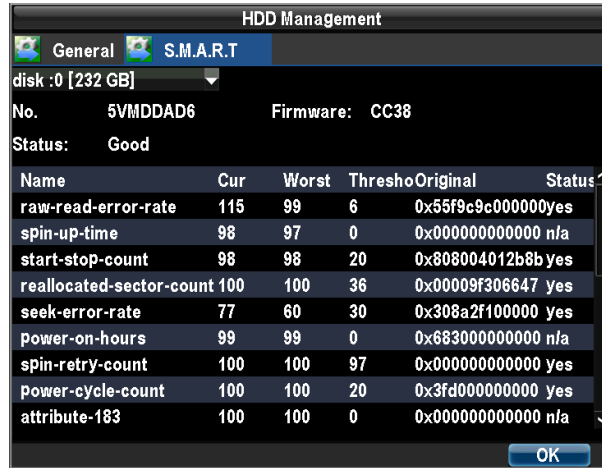 HDD Management
General S.M.A.R.T
disk :0 [232 GB]
No. 5VMDDAD6 Firmware: CC38
Status: Good
Name Cur Worst ThreshoOriginal Status
raw-read-error-rate 115 99 6 0x55f9c9c000000yes
spin-up-time 98 97 0 0x000000000000 n/a
start-stop-count 98 98 20 0x808004012b8b yes
reallocated-sector-count 100 100 36 0x00009f306647 yes
seek-error-rate 77 60 30 0x308a2f100000 yes
power-on-hours 99 99 0 0x683000000000 n/a
spin-retry-count 100 100 97 0x000000000000 yes
power-cycle-count 100 100 20 0x3fd000000000 yes
attribute-183 100 100 0 0x000000000000 n/a
OK